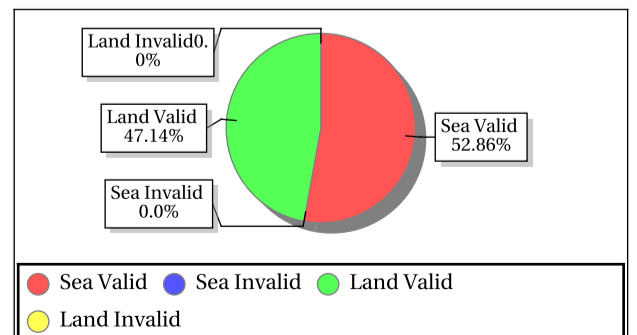 Land Invalid0.
0%
Land Valid
47.14%
Sea Valid
52.86%
Sea Invalid
0.0%
Sea Valid Sea Invalid Land Valid
Land Invalid